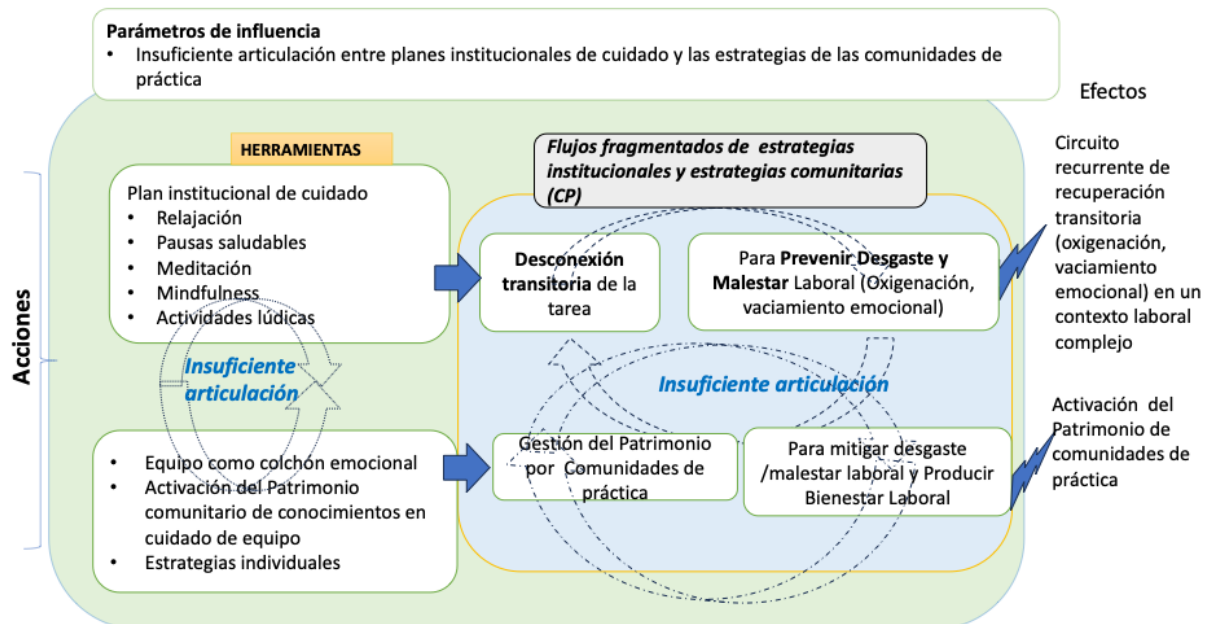 Parámetros de influencia
• Insuficiente articulación entre planes institucionales de cuidado y las estrategias de las comunidades de
práctica
Efectos
HERRAMIENTAS
Flujos fragmentados de estrategias
institucionales y estrategias comunitarias
(CP)
Acciones
Plan institucional de cuidado
• Relajación
• Pausas saludables
• Meditación
• Mindfulness
• Actividades lúdicas
Desconexión
transitoria de la
tarea
Para Prevenir Desgaste y
Malestar Laboral (Oxigenación,
vaciamiento emocional)
Circuito
recurrente de
recuperación
transitoria
(oxigenación,
vaciamiento
emocional) en un
contexto laboral
complejo
Insuficiente
articulación
Insuficiente articulación
• Equipo como colchón emocional
• Activación del Patrimonio
comunitario de conocimientos en
cuidado de equipo
• Estrategias individuales
Gestión del Patrimonio
por Comunidades de
práctica
Para mitigar desgaste
/malestar laboral y Producir
Bienestar Laboral
Activación del
Patrimonio de
comunidades de
práctica